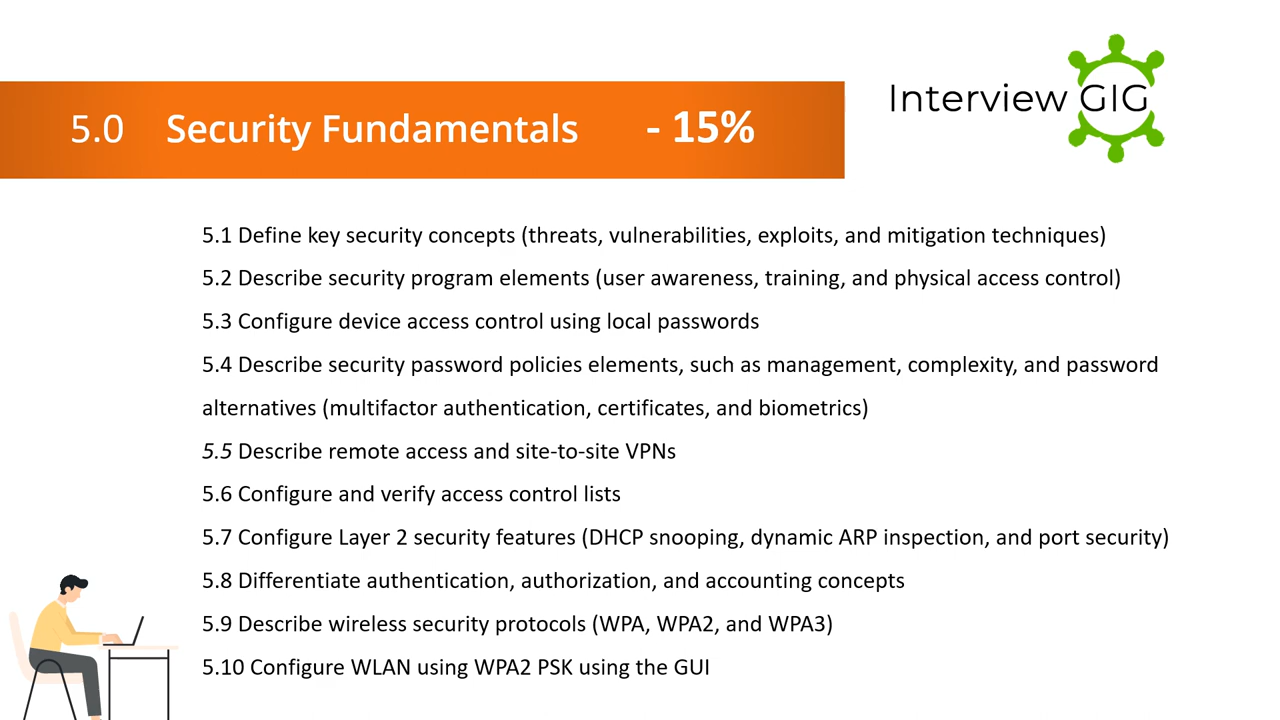 5.0 Security Fundamentals - 15%
Interview GIG
5.1 Define key security concepts (threats, vulnerabilities, exploits, and mitigation techniques)
5.2 Describe security program elements (user awareness, training, and physical access control)
5.3 Configure device access control using local passwords
5.4 Describe security password policies elements, such as management, complexity, and password
alternatives (multifactor authentication, certificates, and biometrics)
5.5 Describe remote access and site-to-site VPNs
5.6 Configure and verify access control lists
5.7 Configure Layer 2 security features (DHCP snooping, dynamic ARP inspection, and port security)
5.8 Differentiate authentication, authorization, and accounting concepts
5.9 Describe wireless security protocols (WPA, WPA2, and WPA3)
5.10 Configure WLAN using WPA2 PSK using the GUI